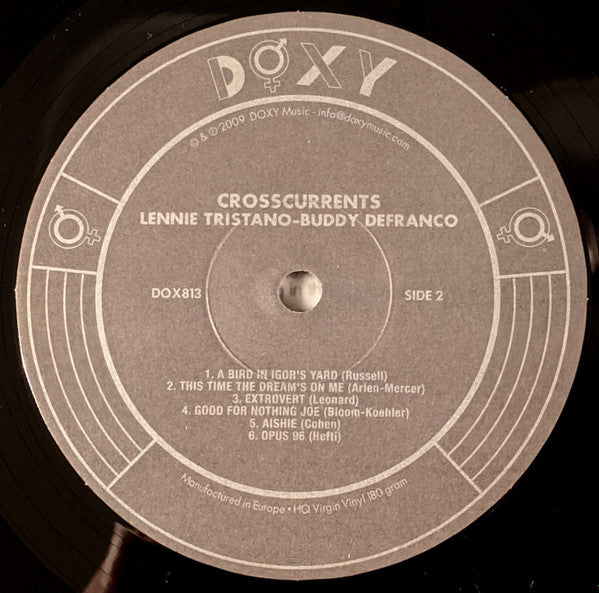 DOXY
© & ℗ 2009 DOXY Music - info@doxymusic.com
CROSSCURRENTS
LENNIE TRISTANO-BUDDY DEFRANCO
DOX813
SIDE 2
1. A BIRD IN IGOR'S YARD (Russell)
2. THIS TIME THE DREAM'S ON ME (Arlen-Mercer)
3. EXTROVERT (Leonard)
4. GOOD FOR NOTHING JOE (Bloom-Koehler)
5. AISHIE (Cohen)
6. OPUS 96 (Hefti)
Manufactured in Europe • HQ Virgin Vinyl 180 gram